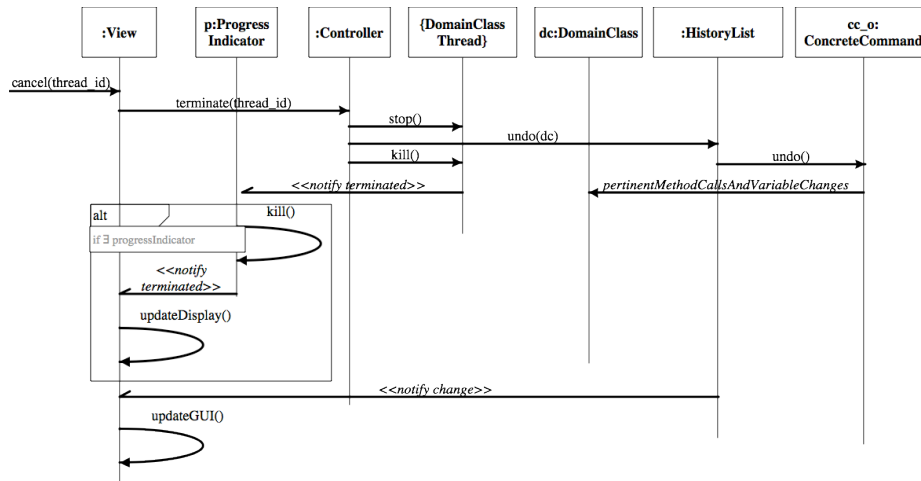 :View
p:Progress
Indicator
:Controller
{DomainClass
Thread}
dc:DomainClass
:HistoryList
cc_o:
ConcreteCommand
cancel(thread_id)
terminate(thread_id)
stop()
undo(dc)
kill()
undo()
<<notify terminated>>
pertinentMethodCallsAndVariableChanges
alt
kill()
if ∃ progressIndicator
<<notify
terminated>>
updateDisplay()
<<notify change>>
updateGUI()